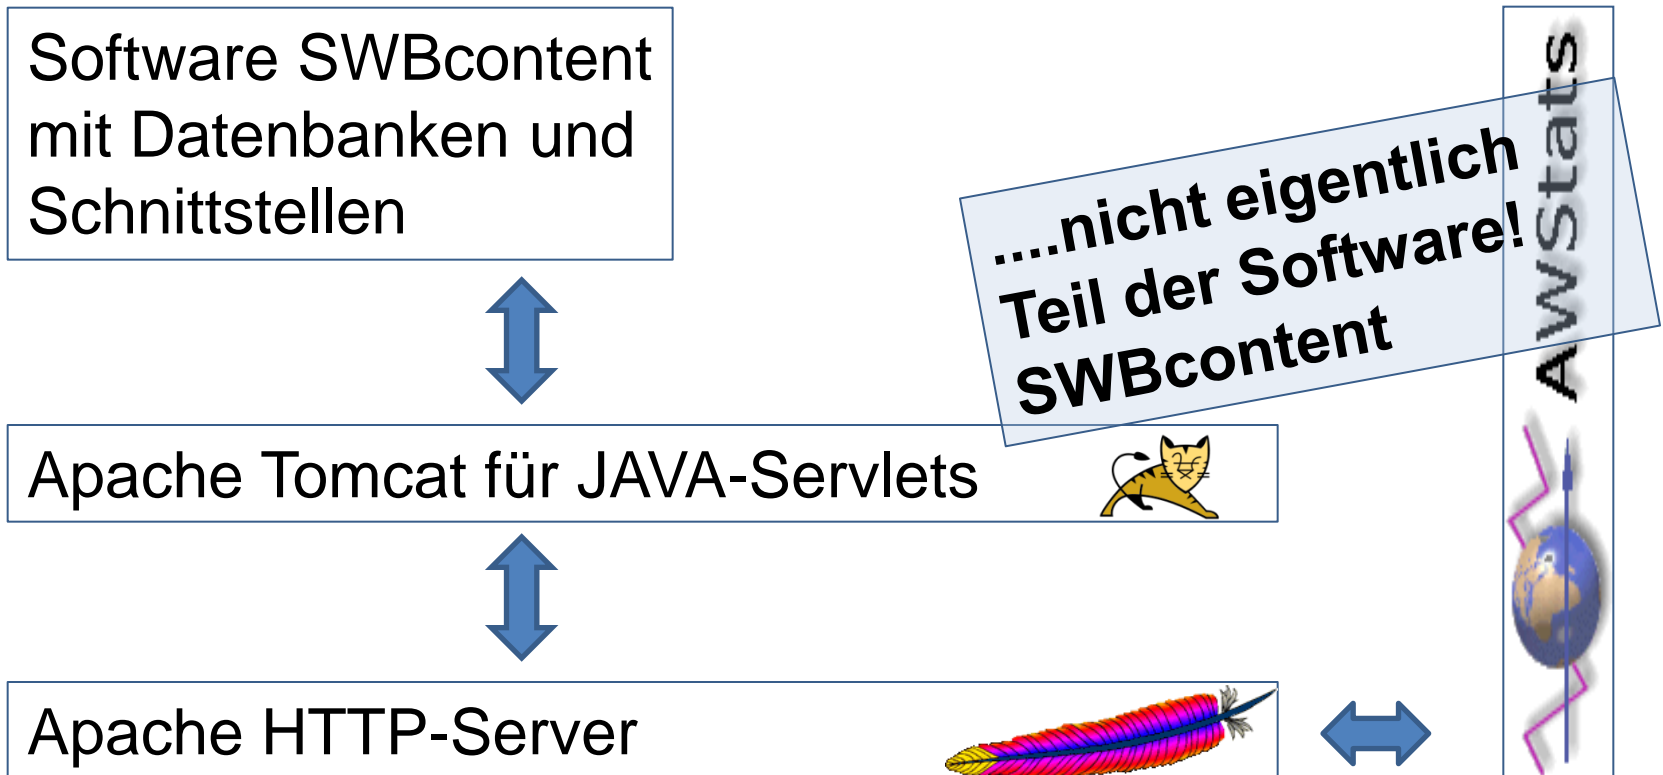 Software SWBcontent
mit Datenbanken und
Schnittstellen
....nicht eigentlich
Teil der Software!
SWBcontent
AWStats
Apache Tomcat für JAVA-Servlets
Apache HTTP-Server